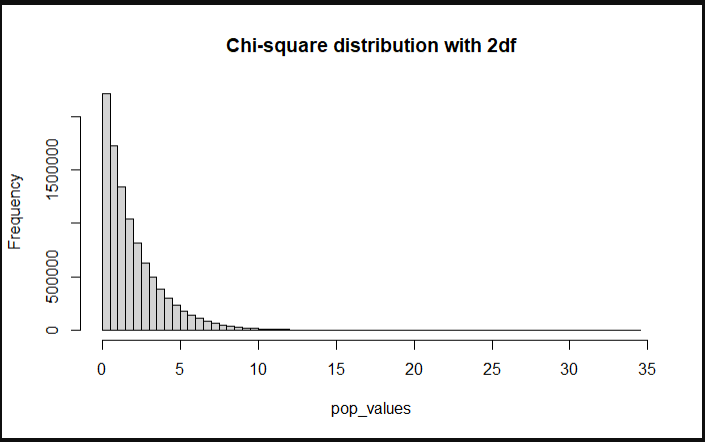 Chi-square distribution with 2df
Frequency
1500000
500000
0
0 5 10 15 20 25 30 35
pop_values